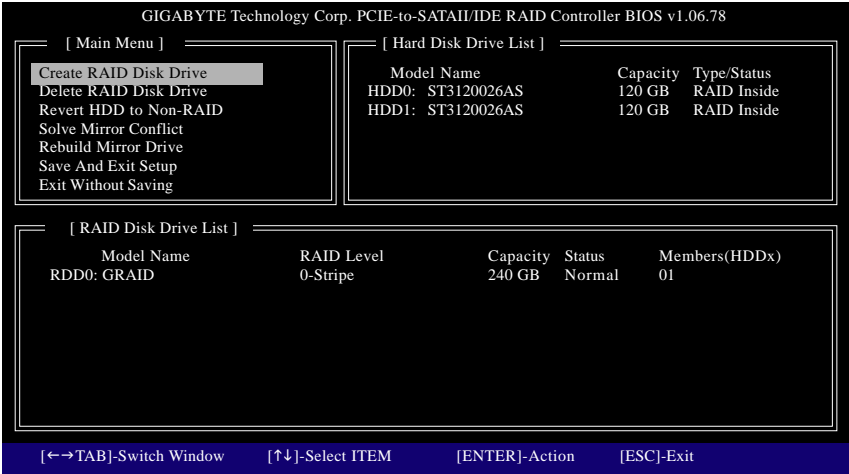 GIGABYTE Technology Corp. PCIE-to-SATAII/IDE RAID Controller BIOS v1.06.78
[ Main Menu ]
Create RAID Disk Drive
Delete RAID Disk Drive
Revert HDD to Non-RAID
Solve Mirror Conflict
Rebuild Mirror Drive
Save And Exit Setup
Exit Without Saving
[ Hard Disk Drive List ]
Model Name Capacity Type/Status
HDD0: ST3120026AS 120 GB RAID Inside
HDD1: ST3120026AS 120 GB RAID Inside
[ RAID Disk Drive List ]
Model Name RAID Level Capacity Status Members(HDDx)
RDD0: GRAID 0-Stripe 240 GB Normal 01
[←→TAB]-Switch Window [↑↓]-Select ITEM [ENTER]-Action [ESC]-Exit